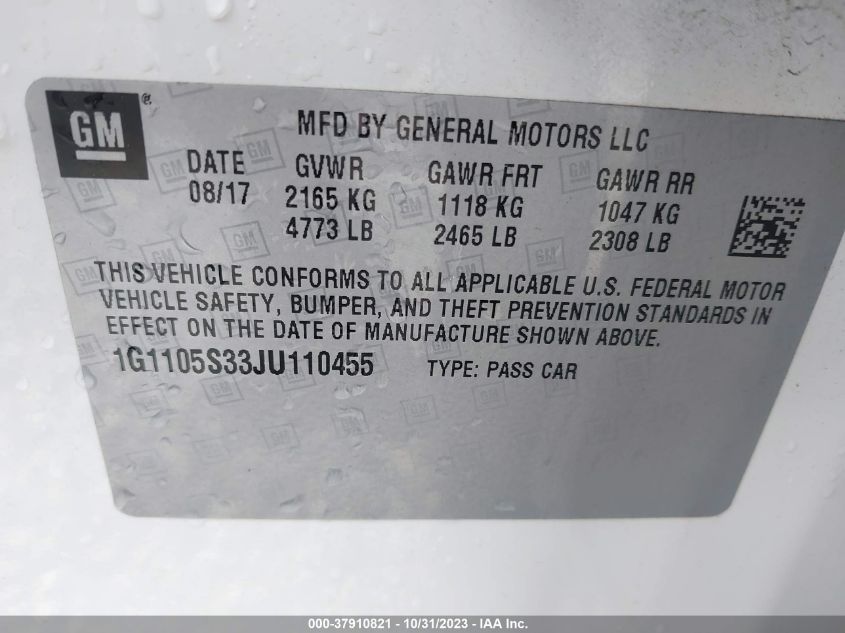 GM®
MFD BY GENERAL MOTORS LLC
DATE GVWR GAWR FRT GAWR RR
08/17 2165 KG 1118 KG 1047 KG
4773 LB 2465 LB 2308 LB
THIS VEHICLE CONFORMS TO ALL APPLICABLE U.S. FEDERAL MOTOR
VEHICLE SAFETY, BUMPER, AND THEFT PREVENTION STANDARDS IN
EFFECT ON THE DATE OF MANUFACTURE SHOWN ABOVE.
1G1105S33JU110455 TYPE: PASS CAR
000-37910821 - 10/31/2023 - IAA Inc.